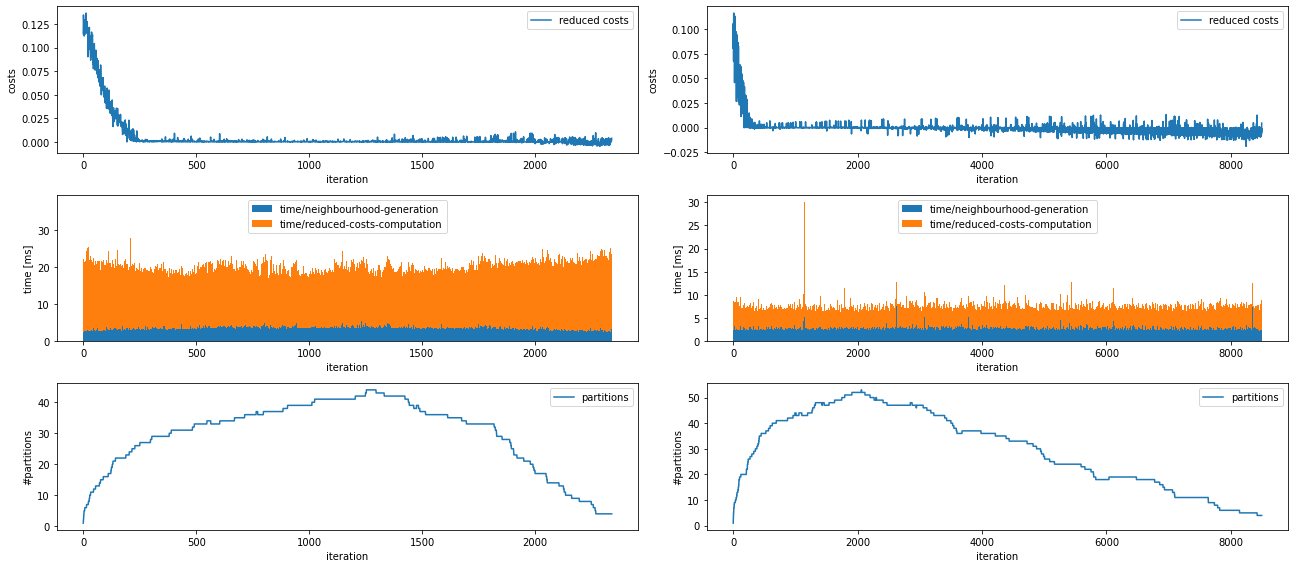 reduced costs
costs
0.125
0.100
0.075
0.050
0.025
0.000
0 500 1000 1500 2000
iteration
reduced costs
costs
0.100
0.075
0.050
0.025
0.000
−0.025
0 2000 4000 6000 8000
iteration
time/neighbourhood-generation
time/reduced-costs-computation
time [ms]
30
20
10
0
0 500 1000 1500 2000
iteration
time/neighbourhood-generation
time/reduced-costs-computation
time [ms]
30
25
20
15
10
5
0
0 2000 4000 6000 8000
iteration
partitions
#partitions
40
30
20
10
0
0 500 1000 1500 2000
iteration
partitions
#partitions
50
40
30
20
10
0
0 2000 4000 6000 8000
iteration